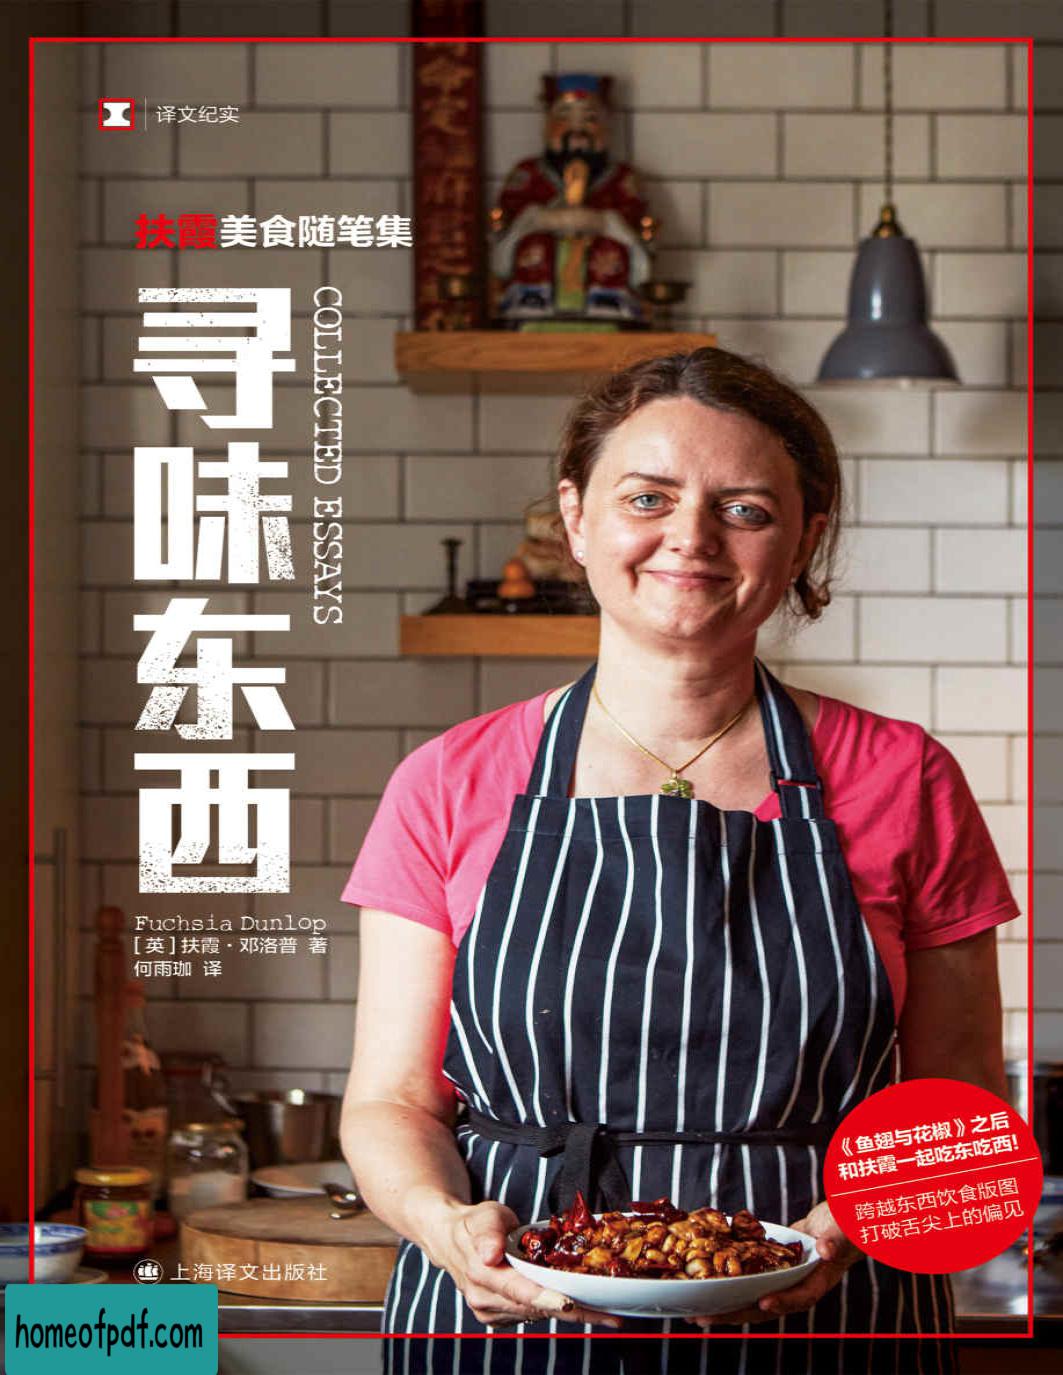 译文纪实
扶霞美食随笔集
寻味东西
COLLECTED ESSAYS
Fuchsia Dunlop
[英]扶霞·邓洛普 著
何雨珈 译
《鱼翅与花椒》之后
和扶霞一起吃东吃西!
跨越东西饮食版图
打破舌尖上的偏见
上海译文出版社
homeofpdf.com